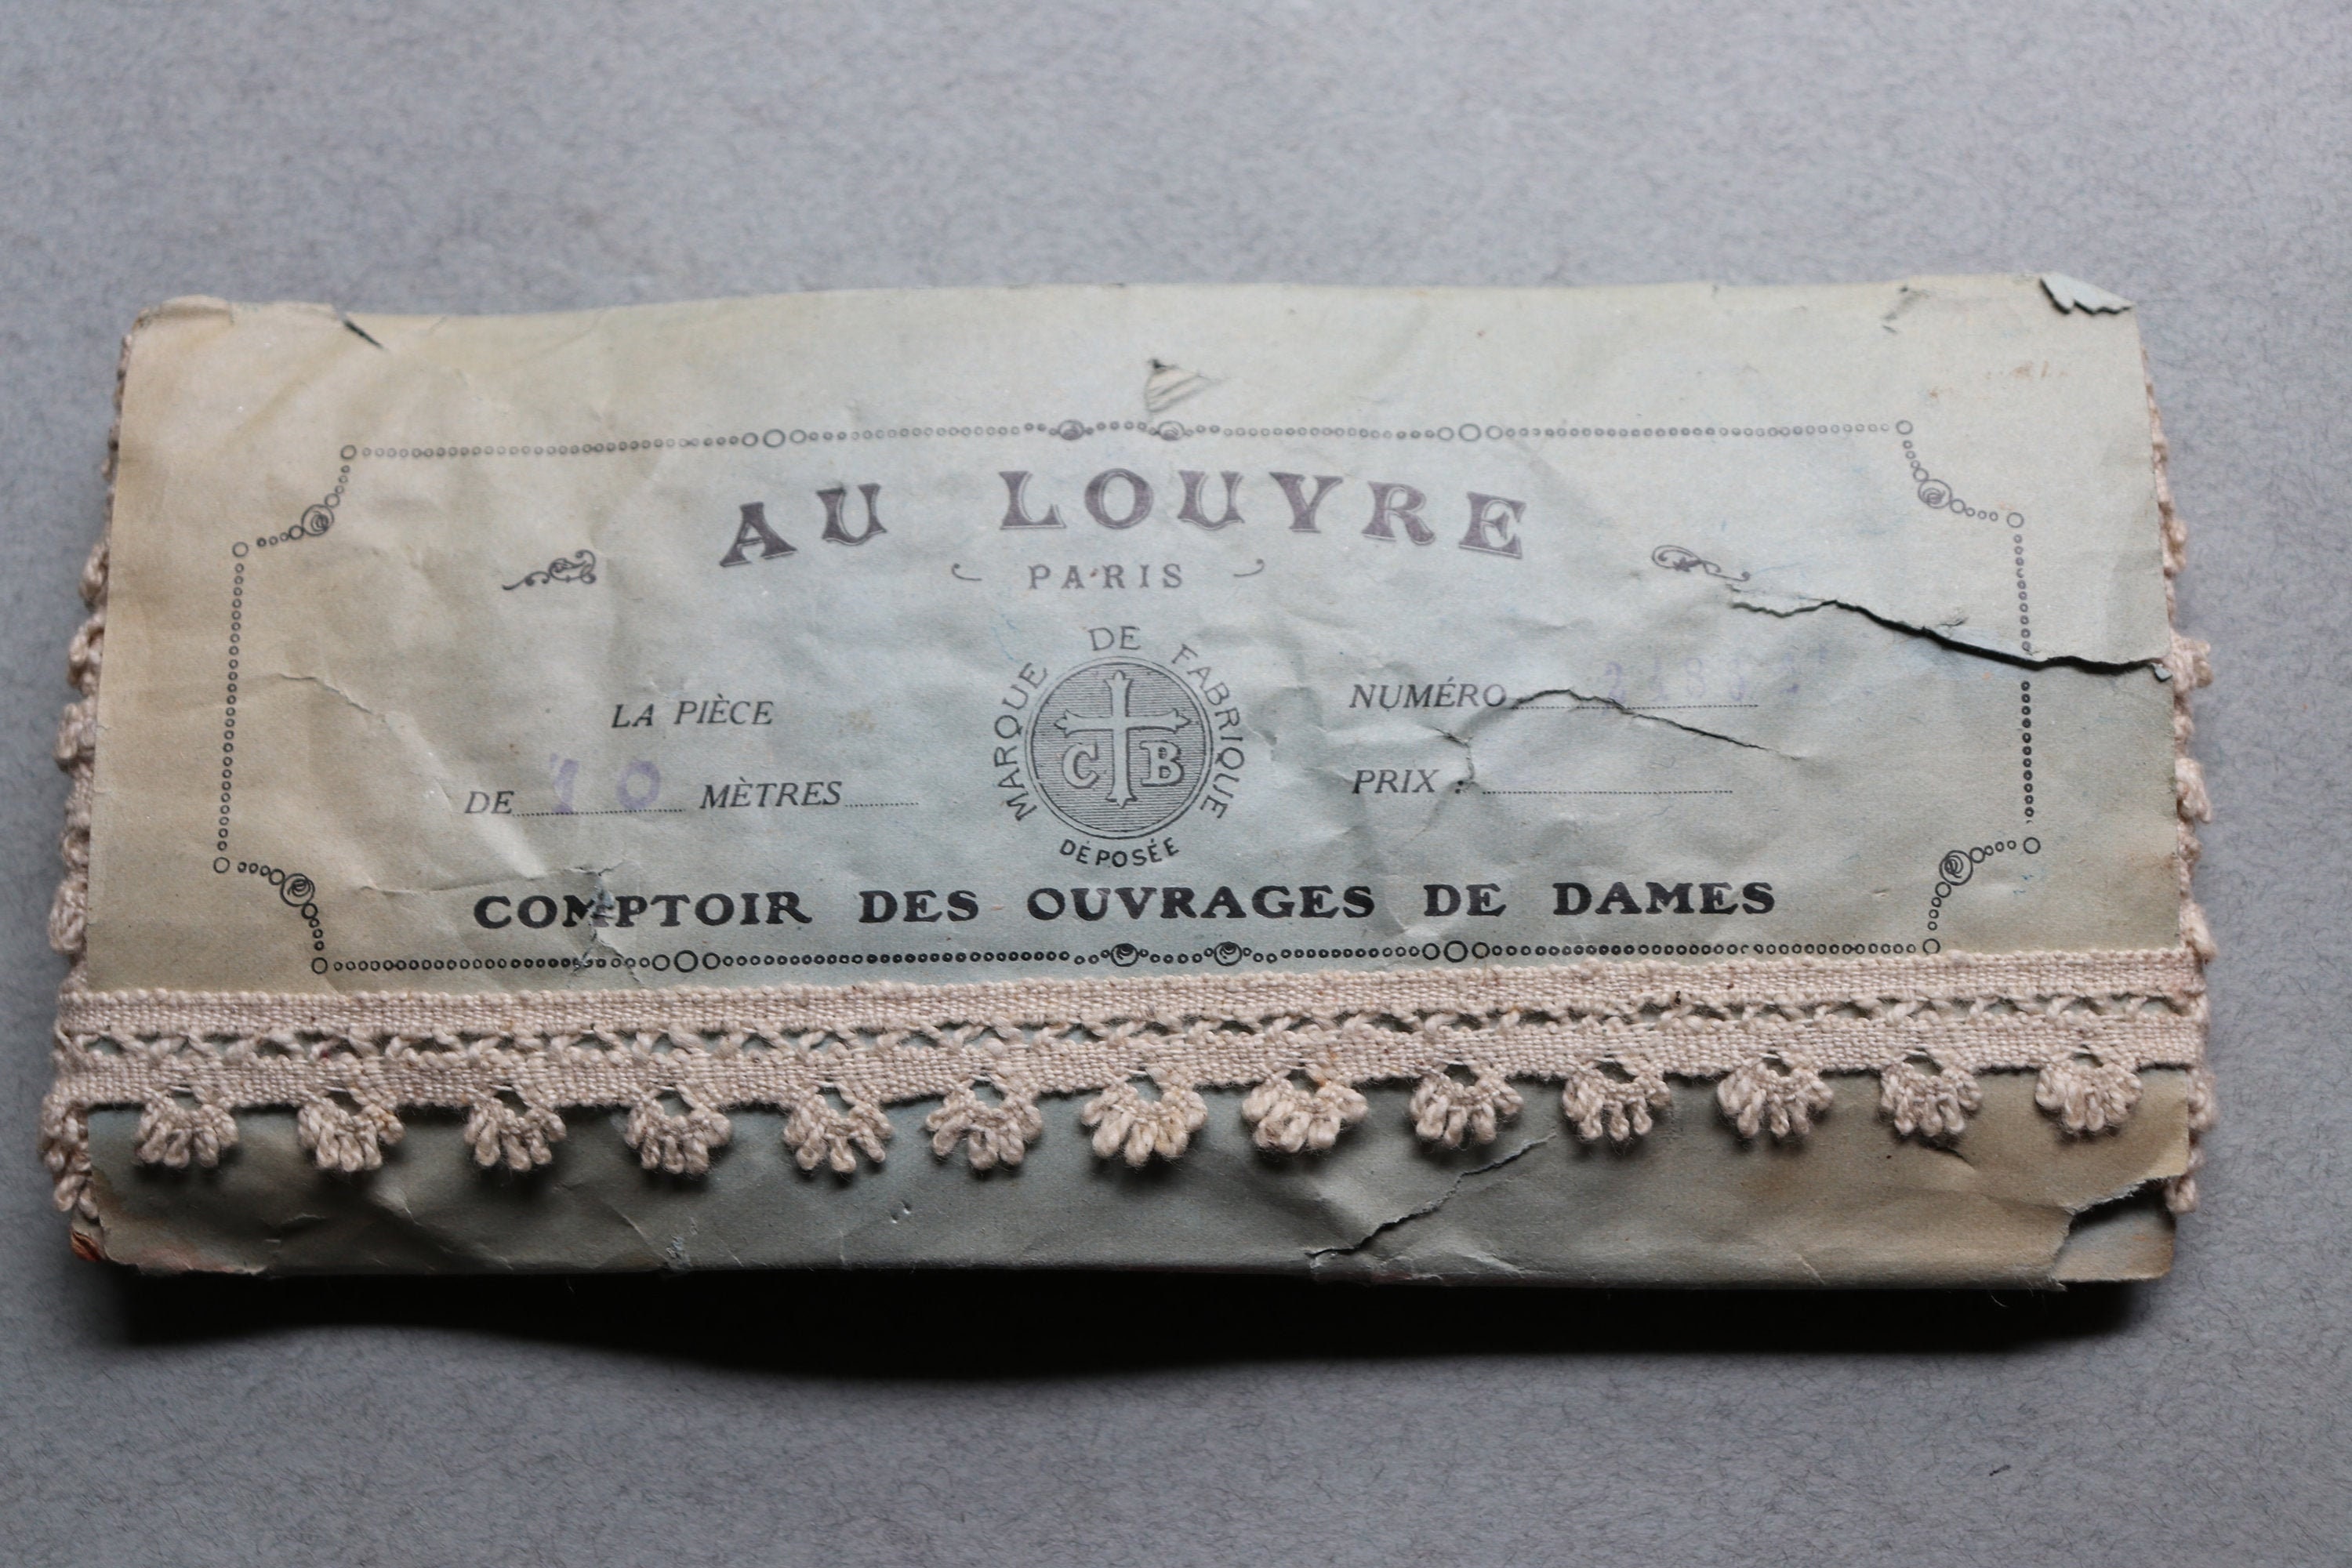 AU LOUVRE
PARIS
MARQUE DE FABRIQUE
C B
DÉPOSÉE
LA PIÈCE
DE 10 MÈTRES
NUMÉRO
PRIX :
COMPTOIR DES OUVRAGES DE DAMES